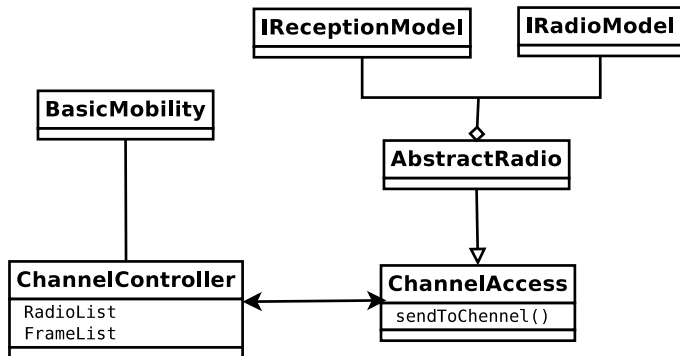 IReceptionModel
IRadioModel
BasicMobility
AbstractRadio
ChannelController
RadioList
FrameList
ChannelAccess
sendToChennel()